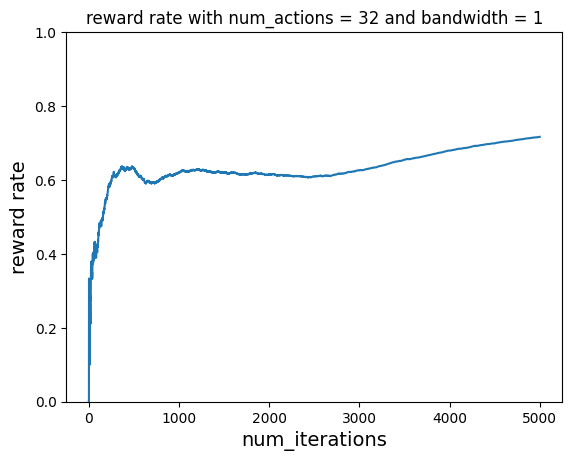 reward rate with num_actions = 32 and bandwidth = 1
1.0
0.8
0.6
0.4
0.2
0.0
reward rate
0 1000 2000 3000 4000 5000
num_iterations